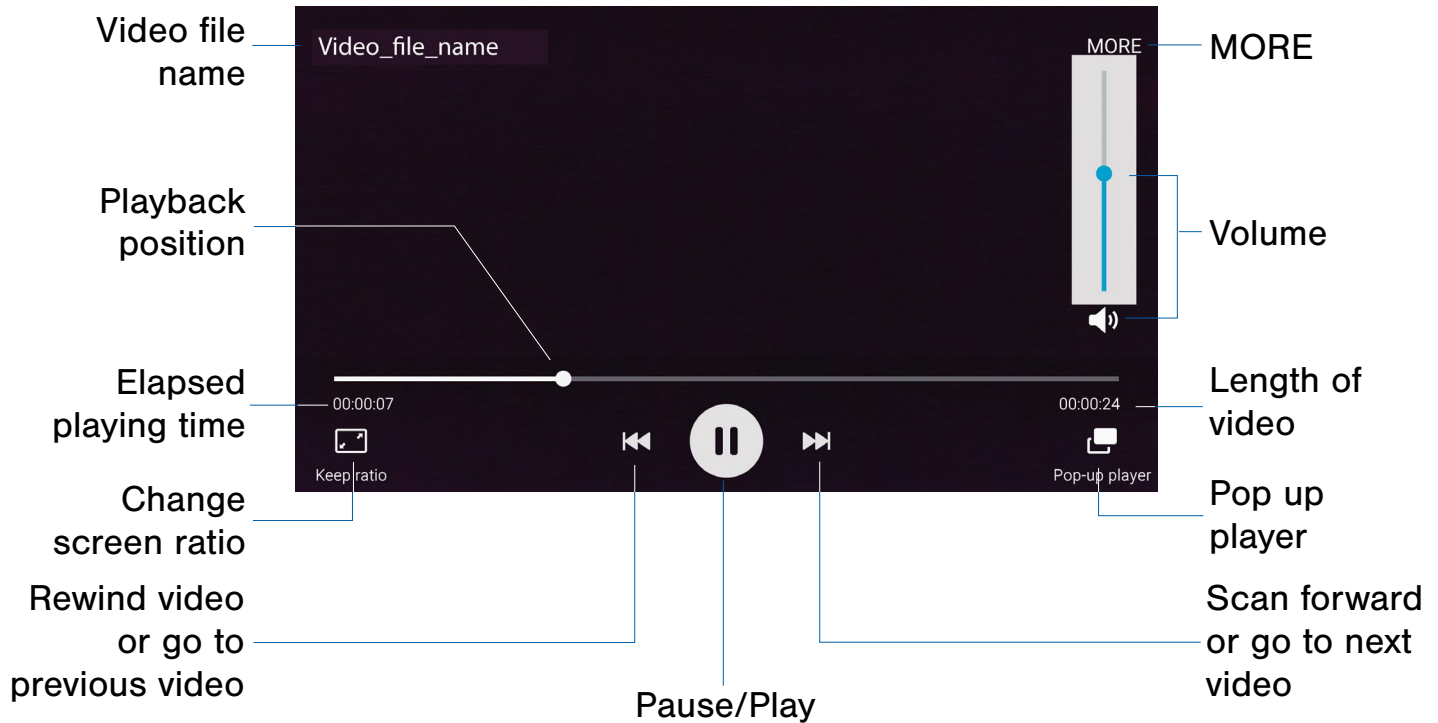 Video file
name
Video_file_name
MORE
MORE
Playback
position
Volume
Elapsed
playing time
00:00:07
00:00:24
Length of
video
Keep ratio
Pop-up player
Change
screen ratio
Pop up
player
Rewind video
or go to
previous video
Pause/Play
Scan forward
or go to next
video